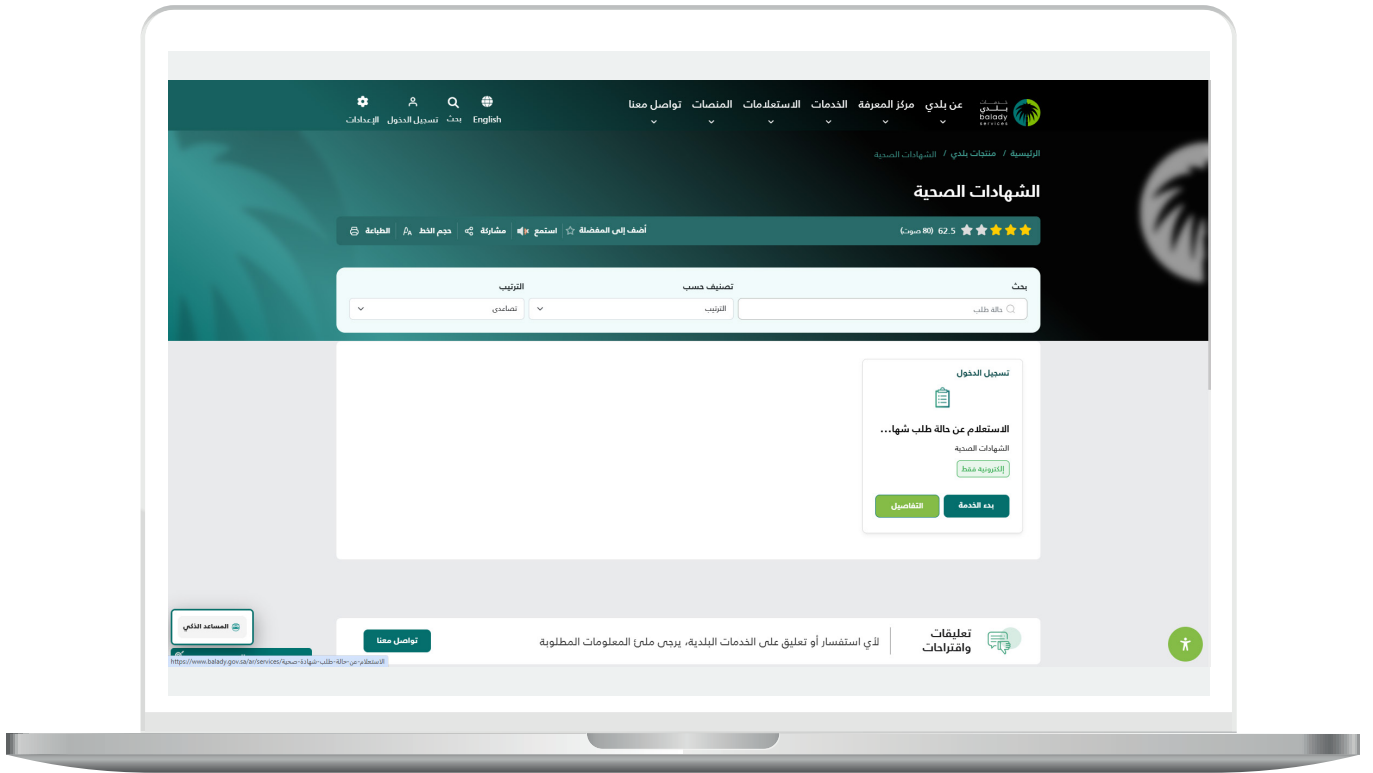 خدمات
بلدي
balady
services
عن بلدي
مركز المعرفة
الخدمات
الاستعلامات
المنصات
تواصل معنا
English
بحث
تسجيل الدخول
الإعدادات
الرئيسية / منتجات بلدي / الشهادات الصحية
الشهادات الصحية
62.5 (80 صوت)
أضف إلى المفضلة
استمع
مشاركة
حجم الخط
الطباعة
بحث
حالة طلب
تصنيف حسب
الترتيب
الترتيب
تصاعدي
تسجيل الدخول
الاستعلام عن حالة طلب شها...
الشهادات الصحية
إلكترونية فقط
بدء الخدمة
التفاصيل
المساعد الذكي
تعليقات
واقتراحات
لأي استفسار أو تعليق على الخدمات البلدية، يرجى ملئ المعلومات المطلوبة
تواصل معنا
https://www.balady.gov.sa/ar/services/الاستعلام-عن-حالة-طلب-شهادة-صحية